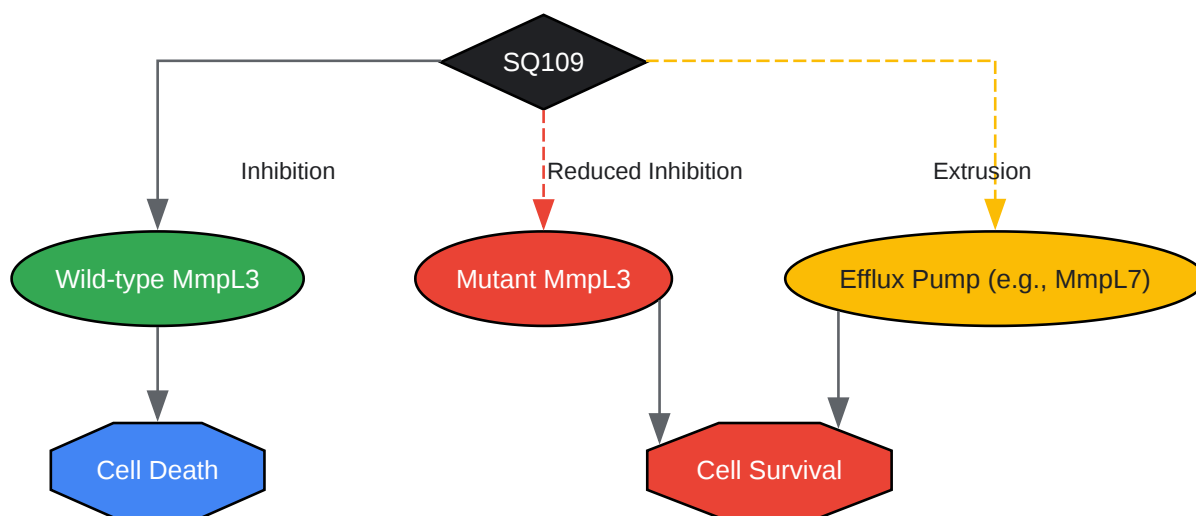 SQ109
Inhibition
Reduced Inhibition
Extrusion
Wild-type MmpL3
Mutant MmpL3
Efflux Pump (e.g., MmpL7)
Cell Death
Cell Survival